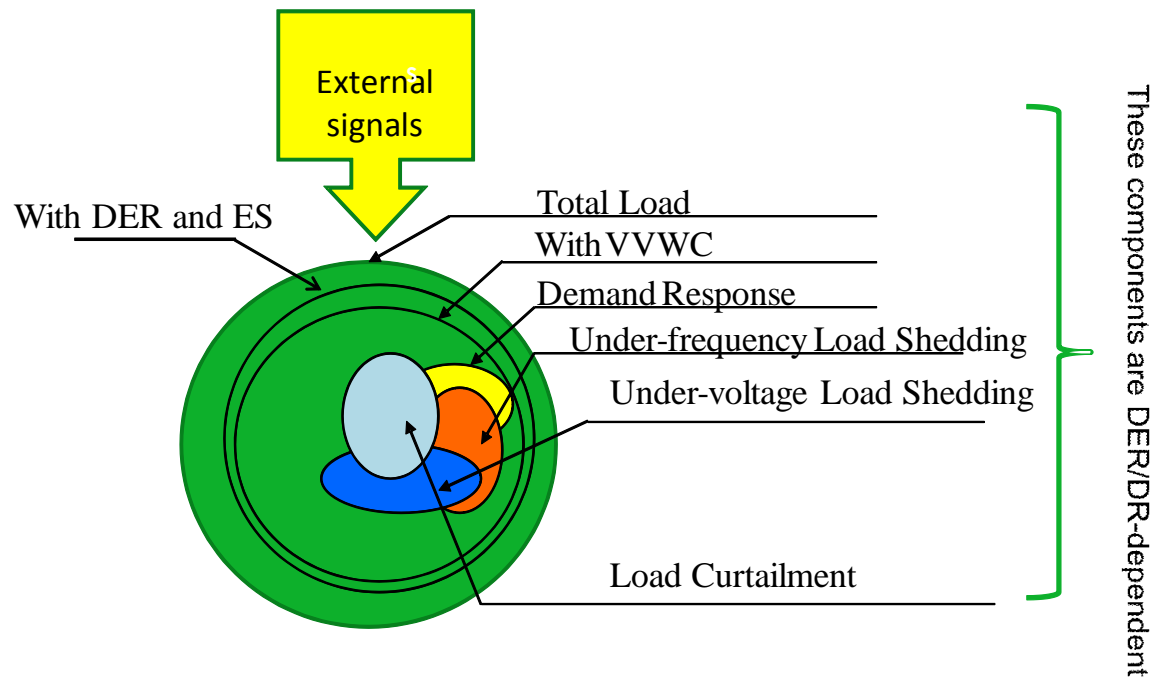 External
s
signals
With DER and ES
Total Load
With VVWC
Demand Response
Under-frequency Load Shedding
Under-voltage Load Shedding
Load Curtailment
These components are DER/DR-dependent